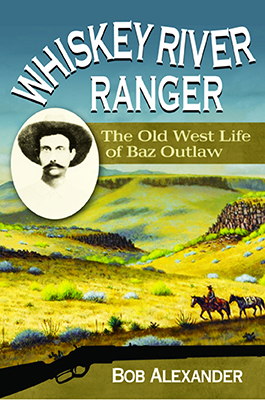 WHISKEY RIVER
RANGER
The Old West Life
of Baz Outlaw
BOB ALEXANDER